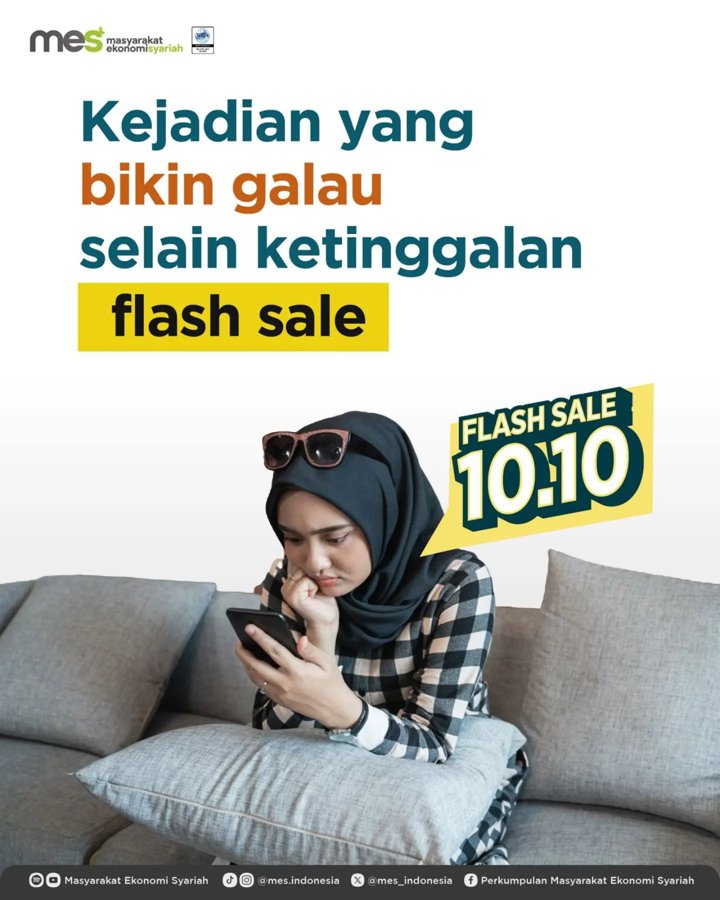 mes masyarakat
ekonomisyariah
Kejadian yang
bikin galau
selain ketinggalan
flash sale
FLASH SALE
10.10
Masyarakat Ekonomi Syariah @mes.indonesia @mes_indonesia Perkumpulan Masyarakat Ekonomi Syariah